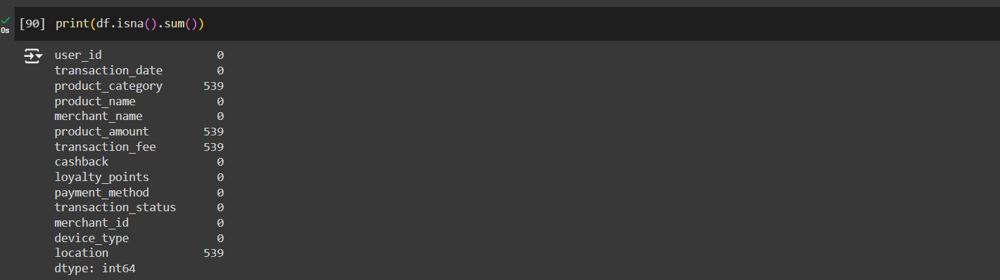 [90] print(df.isna().sum())
0s
user_id 0
transaction_date 0
product_category 539
product_name 0
merchant_name 0
product_amount 539
transaction_fee 539
cashback 0
loyalty_points 0
payment_method 0
transaction_status 0
merchant_id 0
device_type 0
location 539
dtype: int64